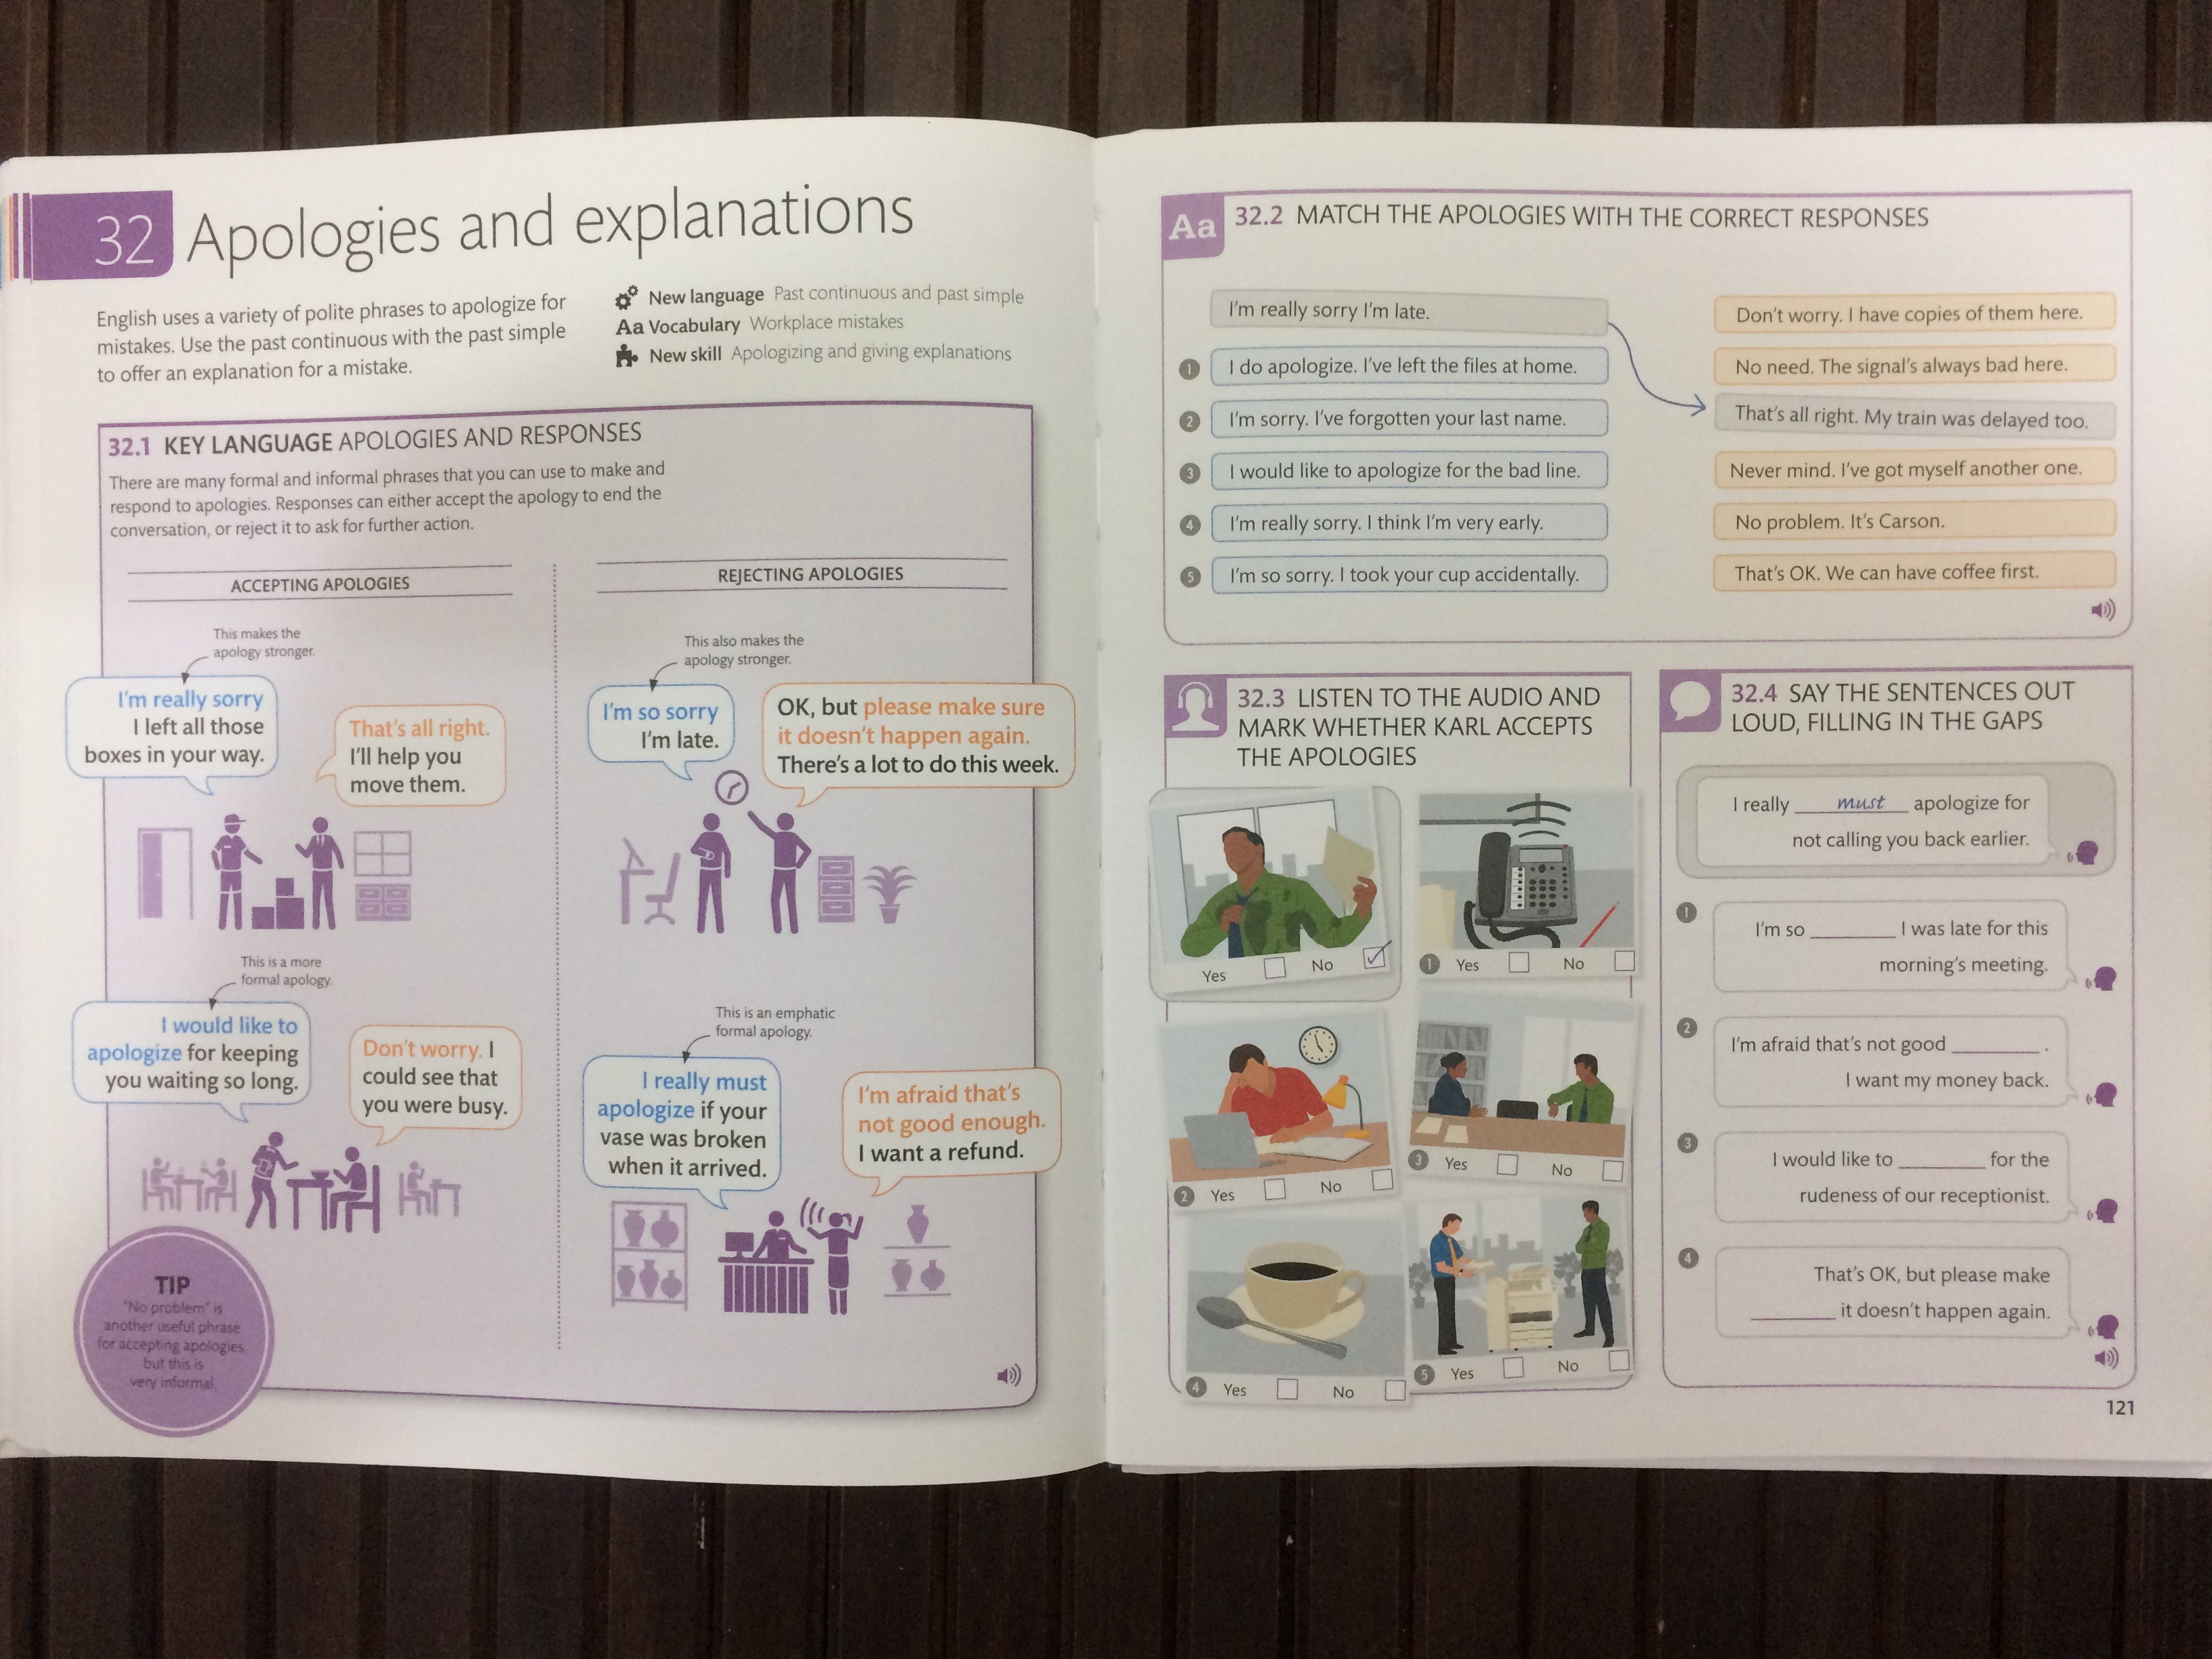 32 Apologies and explanations
English uses a variety of polite phrases to apologize for
mistakes. Use the past continuous with the past simple
to offer an explanation for a mistake.
New language Past continuous and past simple
Aa Vocabulary Workplace mistakes
New skill Apologizing and giving explanations
32.1 KEY LANGUAGE APOLOGIES AND RESPONSES
There are many formal and informal phrases that you can use to make and
respond to apologies. Responses can either accept the apology to end the
conversation, or reject it to ask for further action.
ACCEPTING APOLOGIES
This makes the
apology stronger.
I'm really sorry
I left all those
boxes in your way.
That's all right.
I'll help you
move them.
This is a more
formal apology.
I would like to
apologize for keeping
you waiting so long.
Don't worry. I
could see that
you were busy.
TIP
"No problem" is
another useful phrase
for accepting apologies,
but this is
very informal.
REJECTING APOLOGIES
This also makes the
apology stronger.
I'm so sorry
I'm late.
OK, but please make sure
it doesn't happen again.
There's a lot to do this week.
This is an emphatic
formal apology.
I really must
apologize if your
vase was broken
when it arrived.
I'm afraid that's
not good enough.
I want a refund.
Aa 32.2 MATCH THE APOLOGIES WITH THE CORRECT RESPONSES
I'm really sorry I'm late.
1 I do apologize. I've left the files at home.
2 I'm sorry. I've forgotten your last name.
3 I would like to apologize for the bad line.
4 I'm really sorry. I think I'm very early.
5 I'm so sorry. I took your cup accidentally.
Don't worry. I have copies of them here.
No need. The signal's always bad here.
That's all right. My train was delayed too.
Never mind. I've got myself another one.
No problem. It's Carson.
That's OK. We can have coffee first.
32.3 LISTEN TO THE AUDIO AND
MARK WHETHER KARL ACCEPTS
THE APOLOGIES
Yes No
1 Yes No
2 Yes No
3 Yes No
4 Yes No
5 Yes No
32.4 SAY THE SENTENCES OUT
LOUD, FILLING IN THE GAPS
I really must apologize for
not calling you back earlier.
1 I'm so ______ I was late for this
morning's meeting.
2 I'm afraid that's not good ______.
I want my money back.
3 I would like to ______ for the
rudeness of our receptionist.
4 That's OK, but please make
______ it doesn't happen again.
121